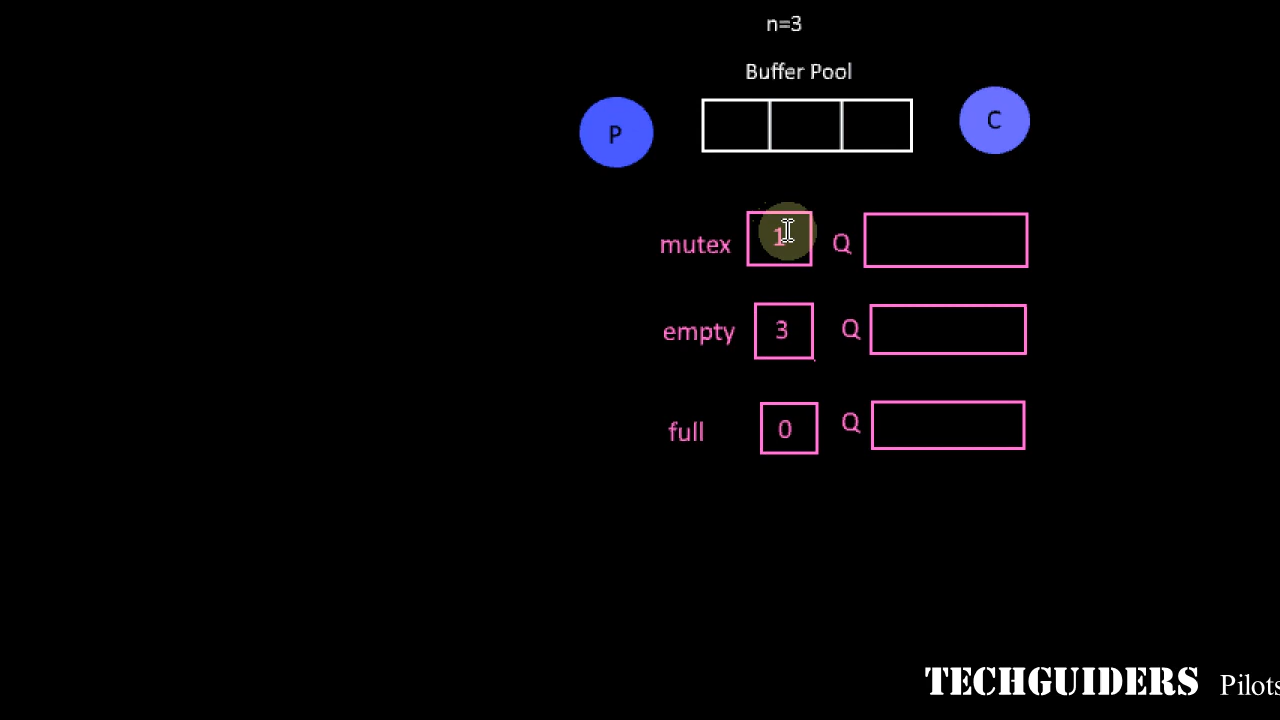 n=3
Buffer Pool
P
C
mutex 1 Q
empty 3 Q
full 0 Q
TECHGUIDERS Pilots